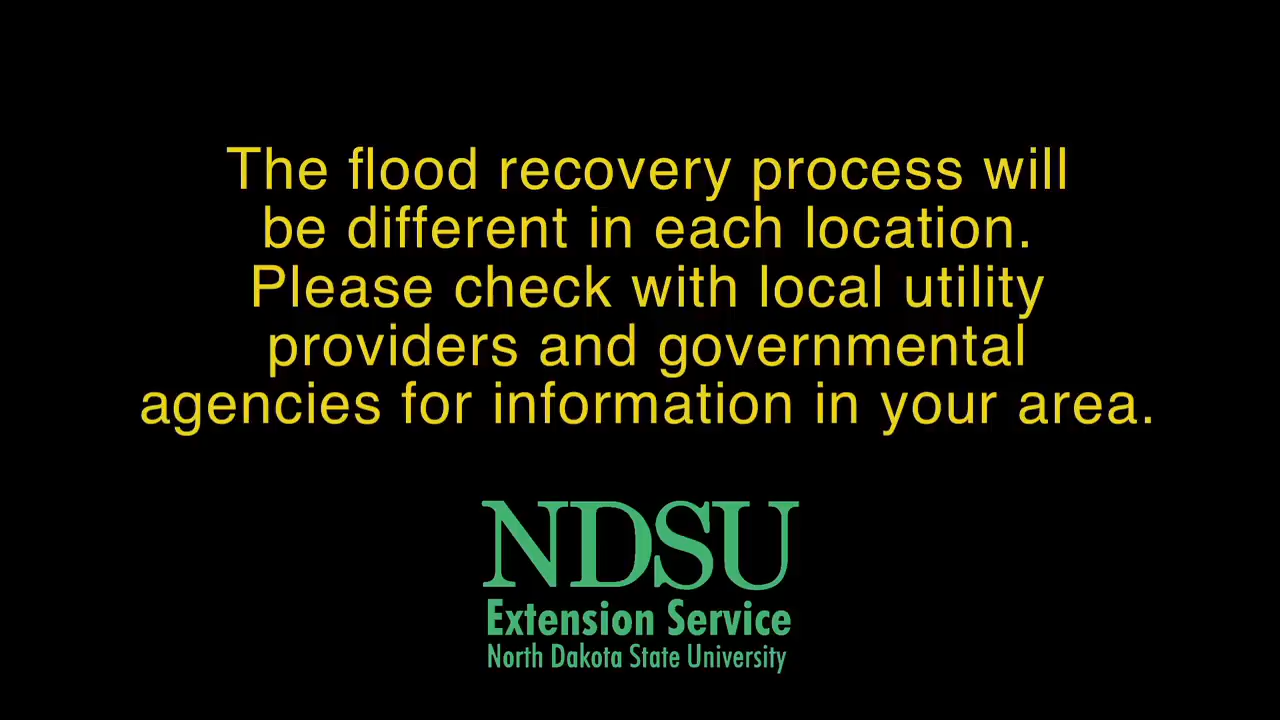 The flood recovery process will
be different in each location.
Please check with local utility
providers and governmental
agencies for information in your area.
NDSU
Extension Service
North Dakota State University